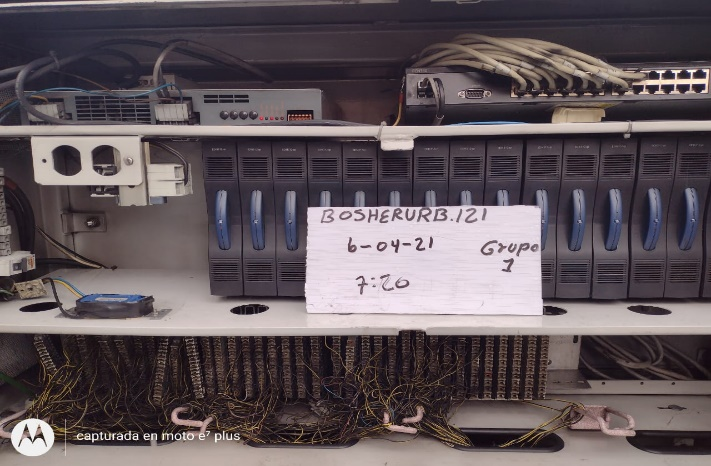 BOSHERURB.121
6-04-21
Grupo
1
7:20
capturada en moto e⁷ plus